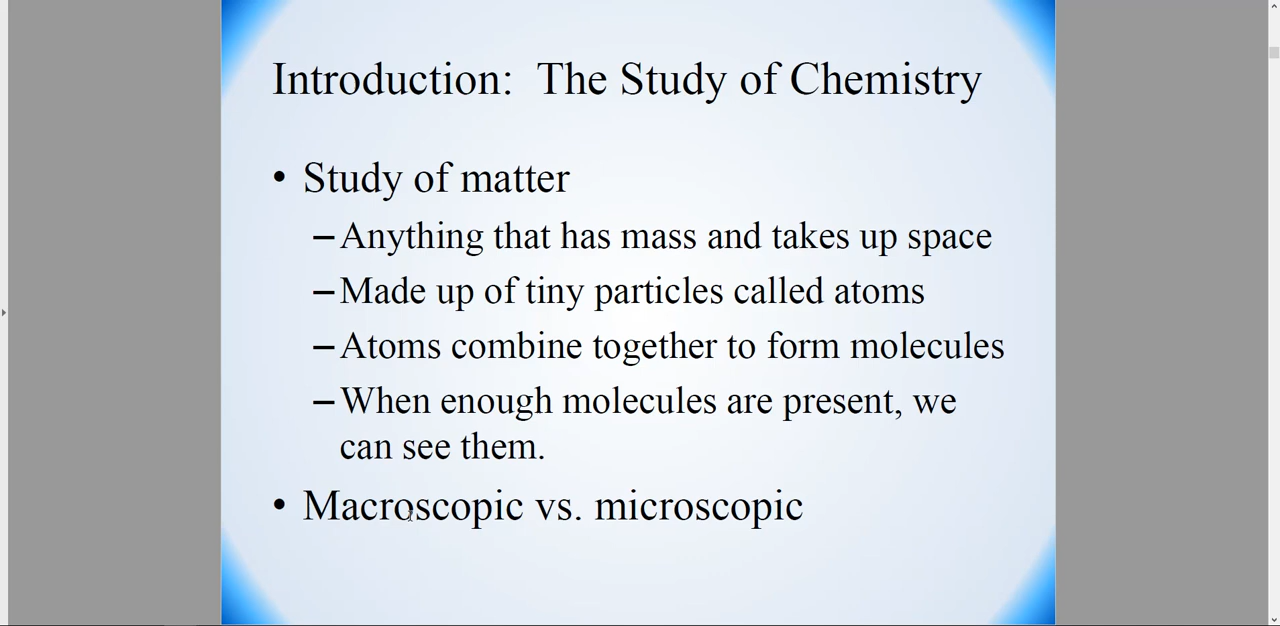 Introduction:  The Study of Chemistry
• Study of matter
–Anything that has mass and takes up space
–Made up of tiny particles called atoms
–Atoms combine together to form molecules
–When enough molecules are present, we
can see them.
• Macroscopic vs. microscopic